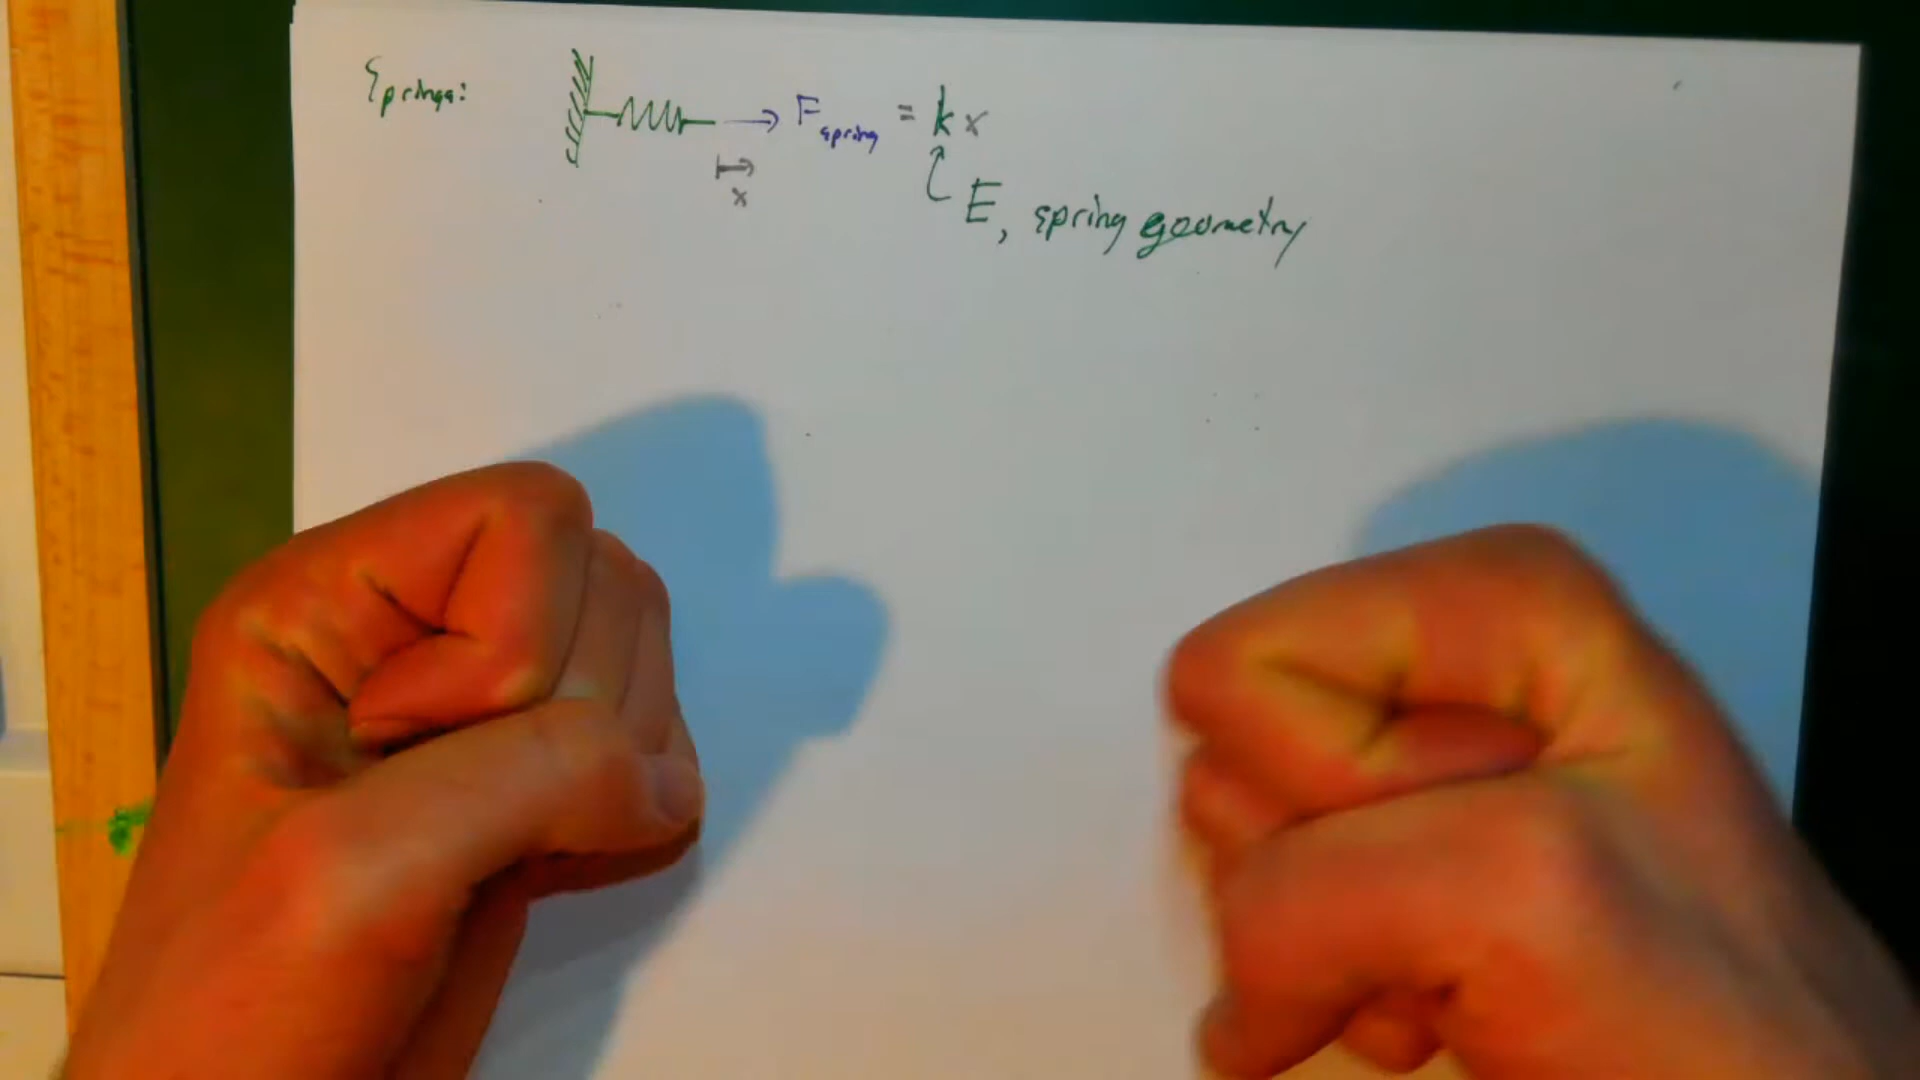 Springs: F spring = k x
x
E, spring geometry